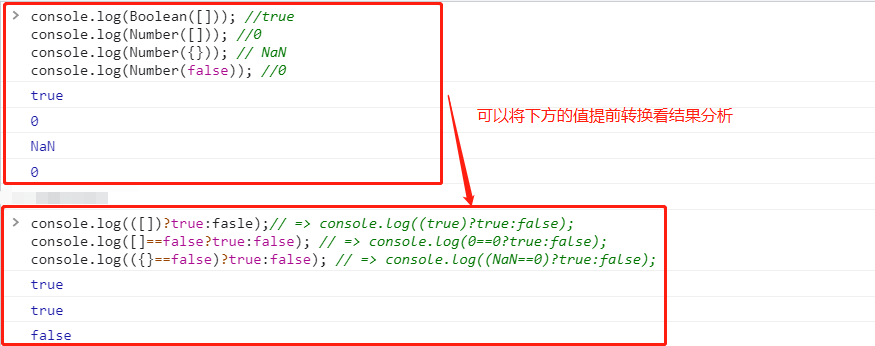 > console.log(Boolean([])); //true
console.log(Number([])); //0
console.log(Number({})); // NaN
console.log(Number(false)); //0
true
0
NaN
0
可以将下方的值提前转换看结果分析
> console.log(([])?true:fasle);// => console.log((true)?true:false);
console.log([]==false?true:false); // => console.log(0==0?true:false);
console.log(({}==false)?true:false); // => console.log((NaN==0)?true:false);
true
true
false